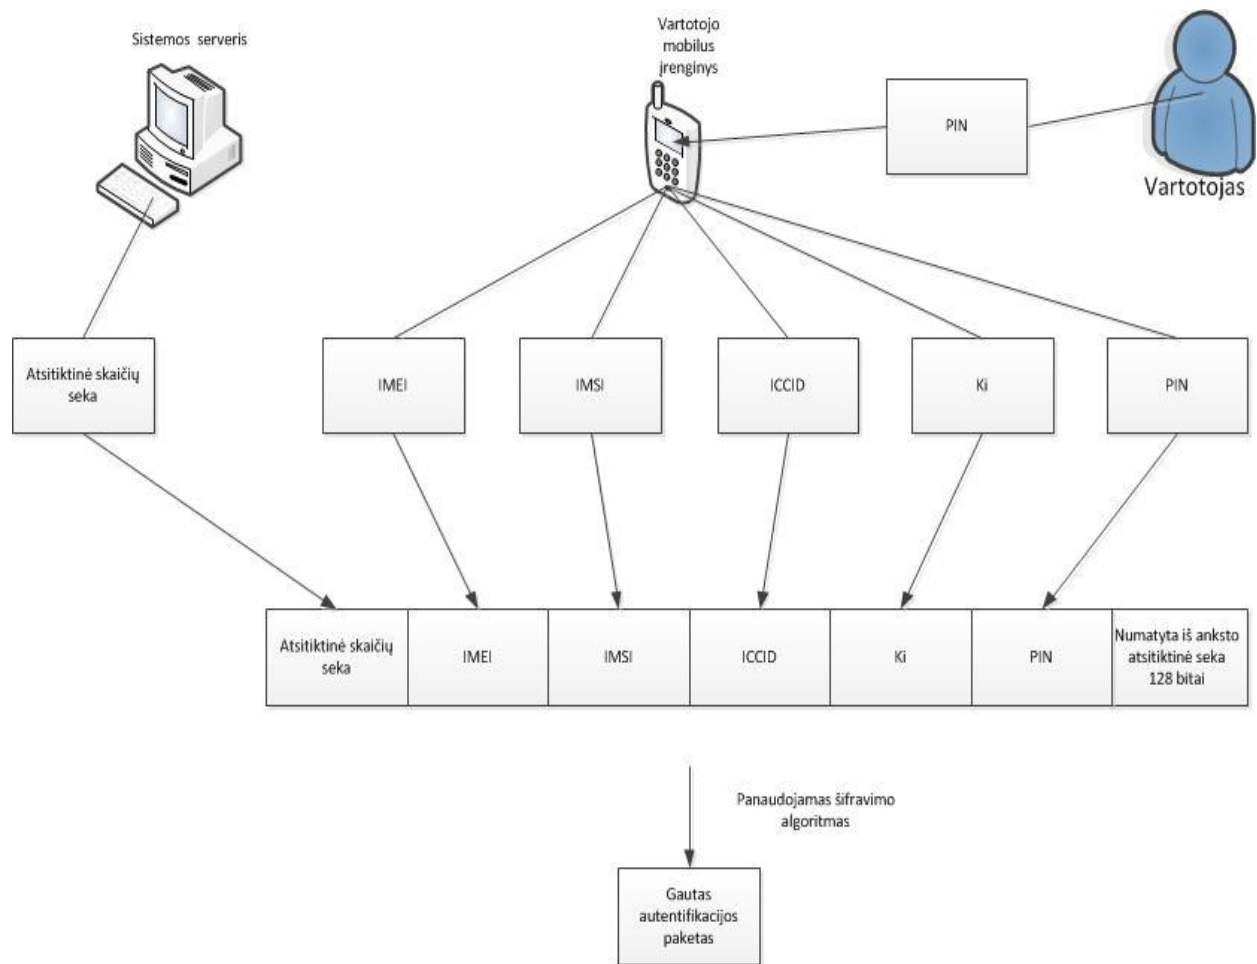 Sistemos serveris
Vartotojo
mobilus
įrenginys
PIN
Vartotojas
Atsitiktinė skaičių
seka
IMEI
IMSI
ICCID
Ki
PIN
Atsitiktinė skaičių
seka
IMEI
IMSI
ICCID
Ki
PIN
Numatyta iš anksto
atsitiktinė seka
128 bitai
Panaudojamas šifravimo
algoritmas
Gautas
autentifikacijos
paketas